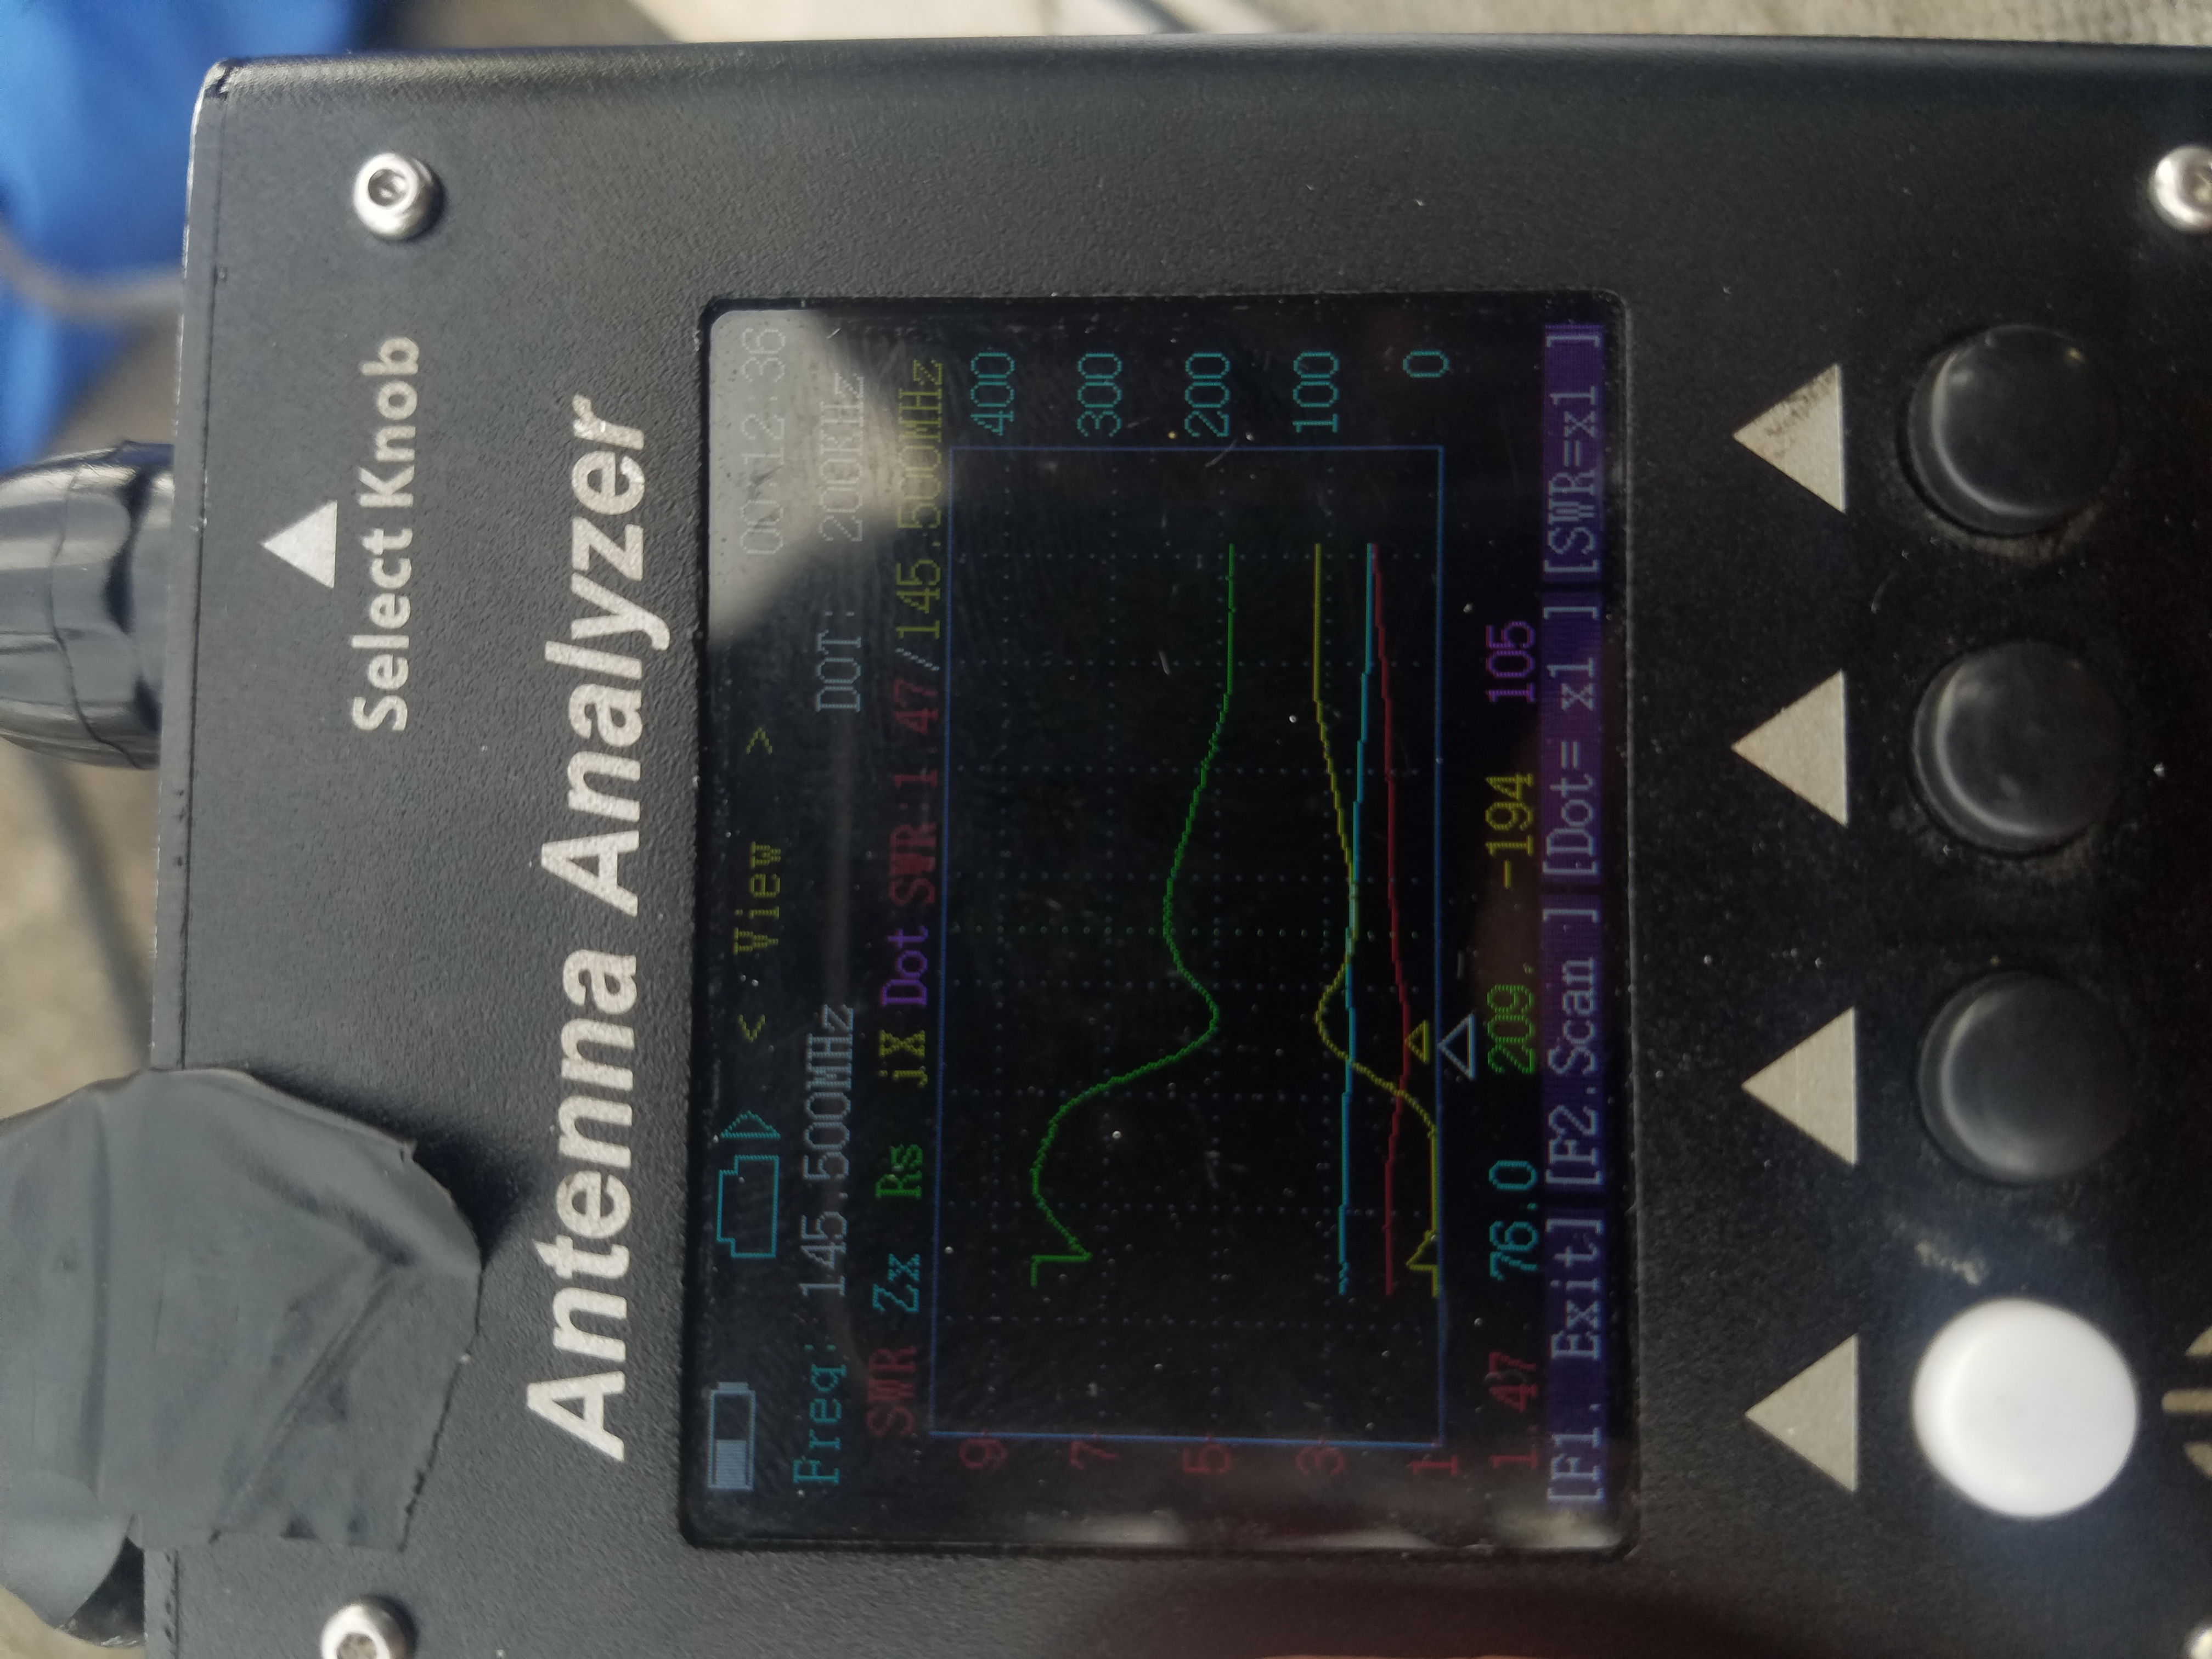 Select Knob
Antenna Analyzer
< View > 00:12:36
Freq: 145.500MHz DOT: 200KHz
SWR Zx Rs jX Dot SWR:1.47/145.500MHz
9 400
7 300
5 200
3 100
1 0
1.47 76.0 209. -194 105
[F1. Exit] [F2.Scan ] [Dot= x1 ] [SWR=x1 ]